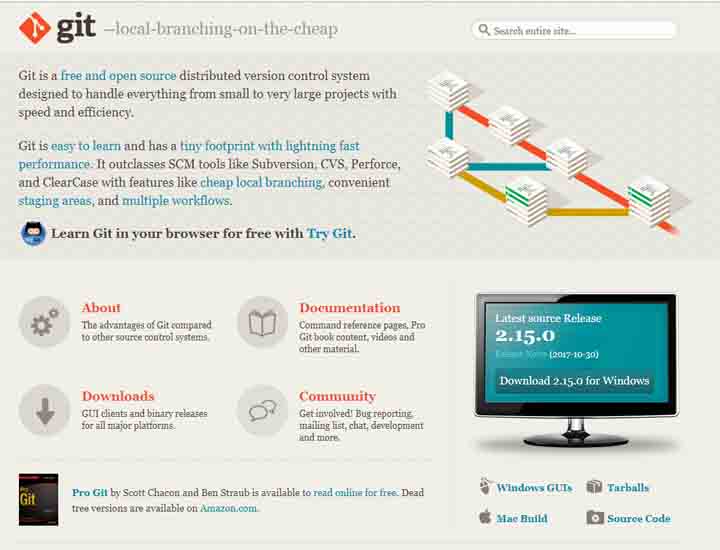 git --local-branching-on-the-cheap
Search entire site...
Git is a free and open source distributed version control system
designed to handle everything from small to very large projects with
speed and efficiency.
Git is easy to learn and has a tiny footprint with lightning fast
performance. It outclasses SCM tools like Subversion, CVS, Perforce,
and ClearCase with features like cheap local branching, convenient
staging areas, and multiple workflows.
Learn Git in your browser for free with Try Git.
About
The advantages of Git compared
to other source control systems.
Documentation
Command reference pages, Pro
Git book content, videos and
other material.
Downloads
GUI clients and binary releases
for all major platforms.
Community
Get involved! Bug reporting,
mailing list, chat, development
and more.
Latest source Release
2.15.0
Release Notes (2017-10-30)
Download 2.15.0 for Windows
Windows GUIs
Tarballs
Mac Build
Source Code
Pro
Git
Pro Git by Scott Chacon and Ben Straub is available to read online for free. Dead
tree versions are available on Amazon.com.